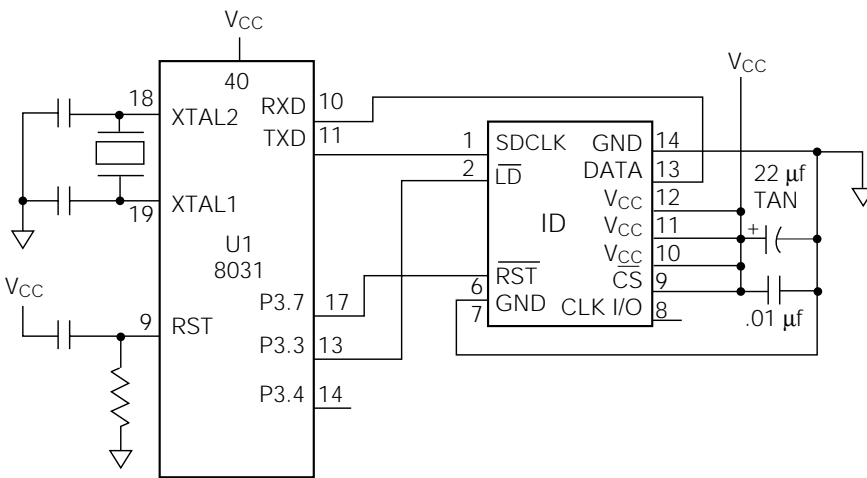 VCC
40
18
XTAL2
RXD
10
TXD
11
19
XTAL1
U1
8031
VCC
9
RST
P3.7
17
P3.3
13
P3.4
14
1
SDCLK
2
LD
ID
RST
6
GND
7
GND
14
DATA
13
VCC
12
VCC
11
VCC
10
CS
9
CLK I/O
8
VCC
22 µf
TAN
+
.01 µf